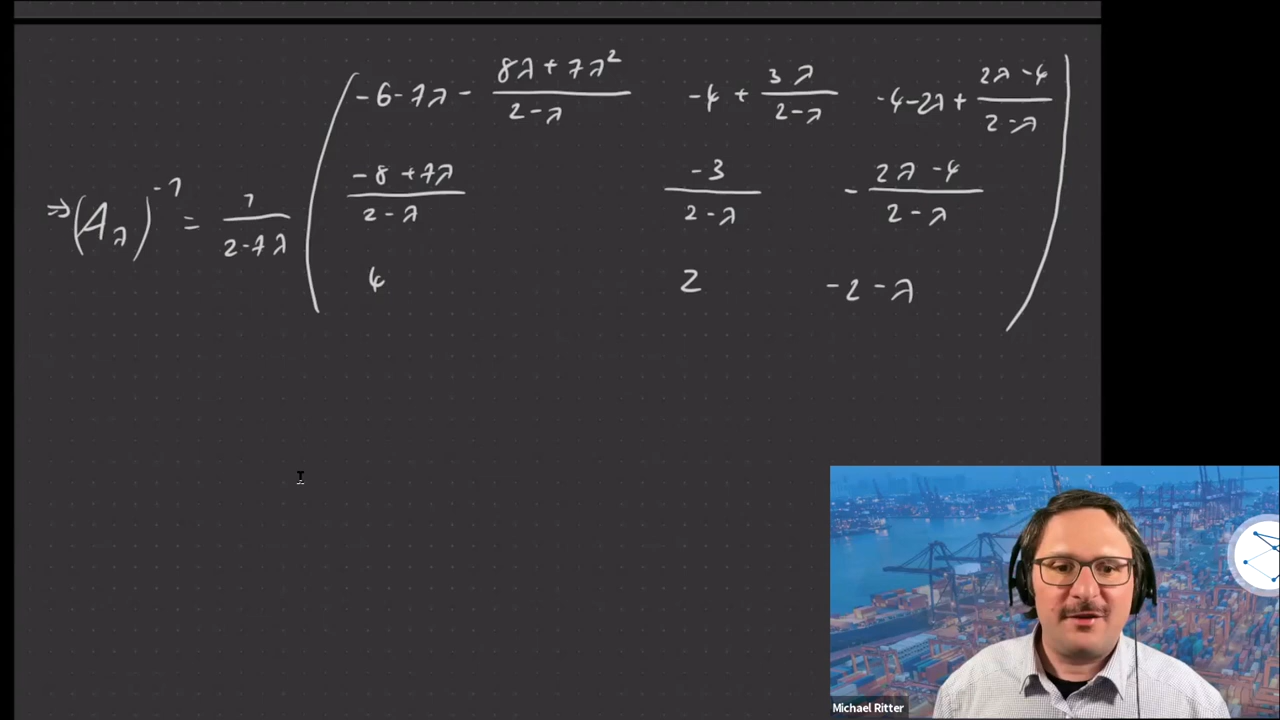 -6-7λ - (8λ+7λ²)/(2-λ)   -4 + 3λ/(2-λ)   -4-2λ + (2λ-4)/(2-λ)
⇒ (A_λ)^-1 = 1/(2-7λ)   (-8+7λ)/(2-λ)   -3/(2-λ)   - (2λ-4)/(2-λ)
4   2   -2-λ
Michael Ritter